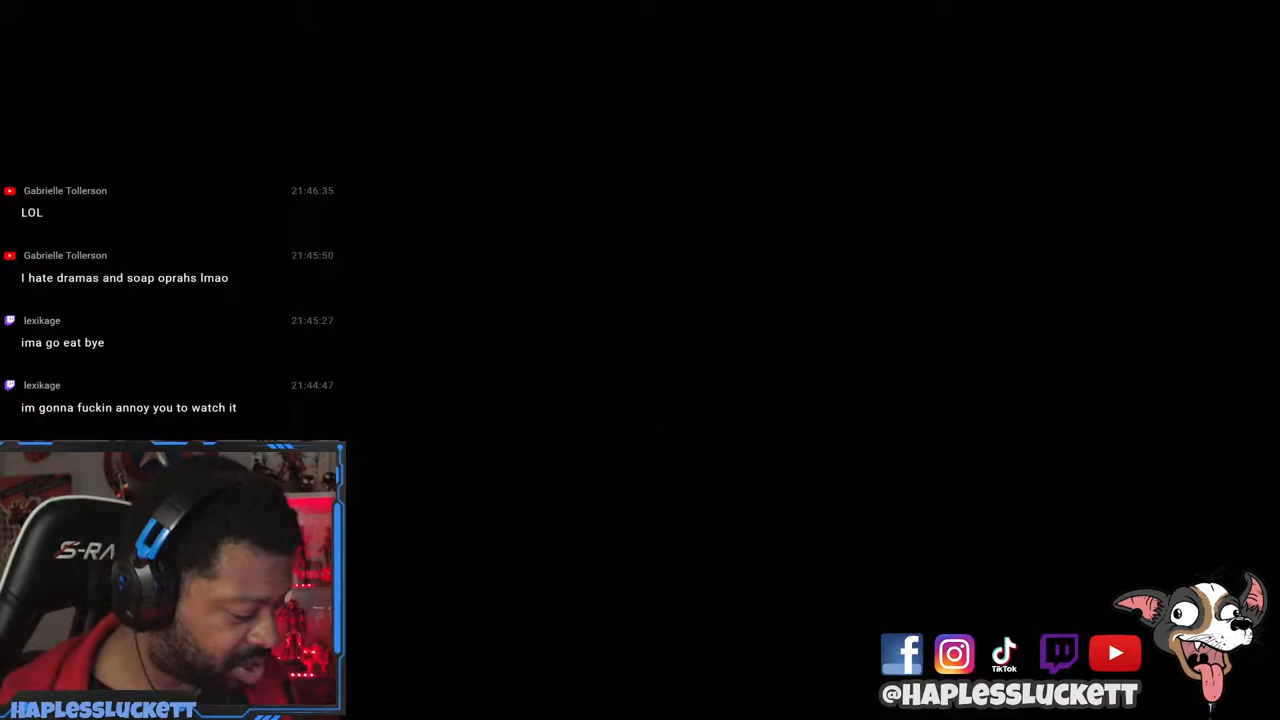 Gabrielle Tollerson 21:46:35
LOL
Gabrielle Tollerson 21:45:50
I hate dramas and soap oprahs lmao
lexikage 21:45:27
ima go eat bye
lexikage 21:44:47
im gonna fuckin annoy you to watch it
S-RA
HAPLESSLUCKETT
TikTok
@HAPLESSLUCKETT